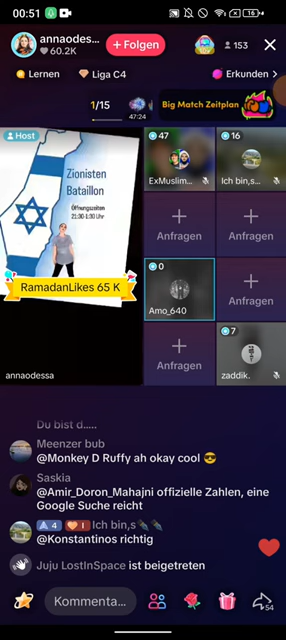 00:51
annaodes...
60.2K
+ Folgen
153
Lernen
Liga C4
Erkunden
1/15
47:24
Big Match Zeitplan
Host
Zionisten
Bataillon
Öffnungszeiten
21:30-1:30 Uhr
RamadanLikes 65 K
annaodessa
47
ExMuslim...
16
Ich bin,s...
Anfragen
Anfragen
0
Amo_640
Anfragen
Anfragen
7
zaddik.
Du bist d.....
Meenzer bub
@Monkey D Ruffy ah okay cool 😎
Saskia
@Amir_Doron_Mahajni offizielle Zahlen, eine
Google Suche reicht
4 I Ich bin,s
@Konstantinos richtig
Juju LostInSpace ist beigetreten
Kommenta...
54